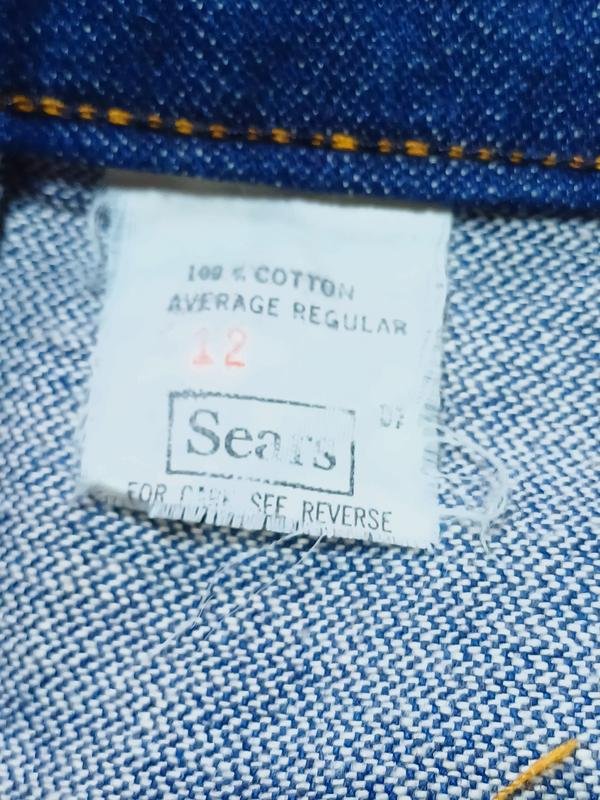 100 % COTTON
AVERAGE REGULAR
12
Sears
FOR CARE SEE REVERSE